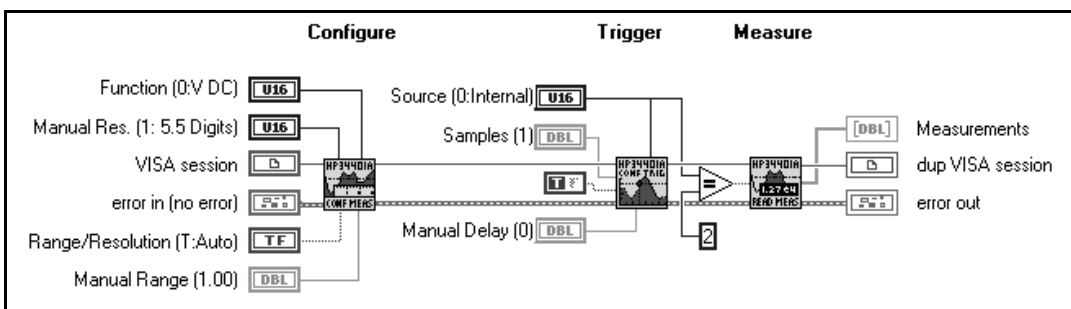 Configure Trigger Measure
Function (0:V DC) U16
Manual Res. (1: 5.5 Digits) U16
VISA session
error in (no error)
Range/Resolution (T:Auto) TF
Manual Range (1.00) DBL
HP34401A
CONF MEAS
Source (0:Internal) U16
Samples (1) DBL
T
Manual Delay (0) DBL
HP34401A
CONF TRIG
=
2
HP34401A
READ MEAS
[DBL] Measurements
dup VISA session
error out